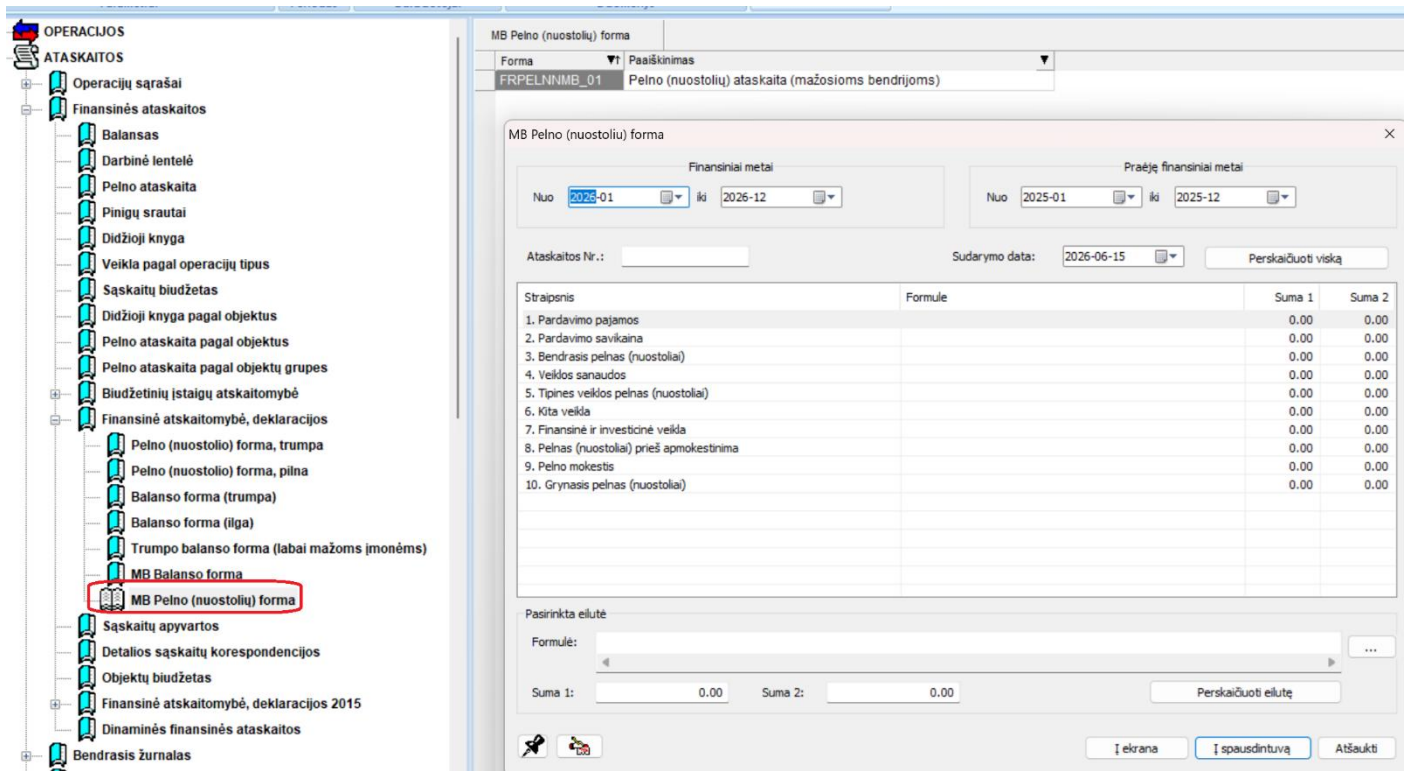 OPERACIJOS
ATASKAITOS
Operacijų sąrašai
Finansinės ataskaitos
Balansas
Darbinė lentelė
Pelno ataskaita
Pinigų srautai
Didžioji knyga
Veikla pagal operacijų tipus
Sąskaitų biudžetas
Didžioji knyga pagal objektus
Pelno ataskaita pagal objektus
Pelno ataskaita pagal objektų grupes
Biudžetinių įstaigų atskaitomybė
Finansinė atskaitomybė, deklaracijos
Pelno (nuostolio) forma, trumpa
Pelno (nuostolio) forma, pilna
Balanso forma (trumpa)
Balanso forma (ilga)
Trumpo balanso forma (labai mažoms įmonėms)
MB Balanso forma
MB Pelno (nuostolių) forma
Sąskaitų apyvartos
Detalios sąskaitų korespondencijos
Objektų biudžetas
Finansinė atskaitomybė, deklaracijos 2015
Dinaminės finansinės ataskaitos
Bendrasis žurnalas
MB Pelno (nuostolių) forma
Forma Paaiškinimas
FRPELNNMB_01 Pelno (nuostolių) ataskaita (mažosioms bendrijoms)
MB Pelno (nuostoliu) forma
Finansiniai metai Praėję finansiniai metai
Nuo 2026-01 iki 2026-12 Nuo 2025-01 iki 2025-12
Ataskaitos Nr.: Sudarymo data: 2026-06-15 Perskaičiuoti viską
Straipsnis Formule Suma 1 Suma 2
1. Pardavimo pajamos 0.00 0.00
2. Pardavimo savikaina 0.00 0.00
3. Bendrasis pelnas (nuostoliai) 0.00 0.00
4. Veiklos sanaudos 0.00 0.00
5. Tipines veiklos pelnas (nuostoliai) 0.00 0.00
6. Kita veikla 0.00 0.00
7. Finansinė ir investicinė veikla 0.00 0.00
8. Pelnas (nuostoliai) prieš apmokestinima 0.00 0.00
9. Pelno mokestis 0.00 0.00
10. Grynasis pelnas (nuostoliai) 0.00 0.00
Pasirinkta eilutė
Formulė: ...
Suma 1: 0.00 Suma 2: 0.00 Perskaičiuoti eilutę
Į ekrana Į spausdintuvą Atšaukti